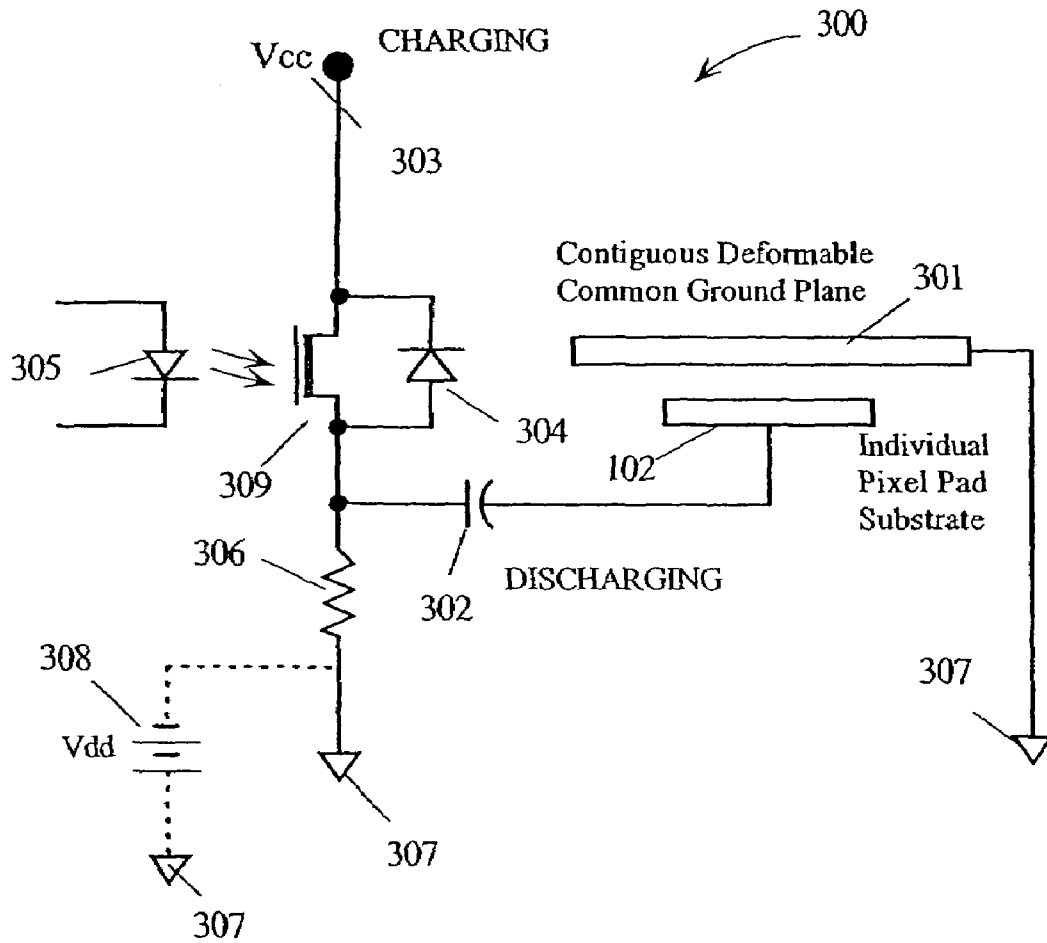 CHARGING
300
Vcc
303
Contiguous Deformable
Common Ground Plane
301
305
304
102
309
Individual
Pixel Pad
Substrate
306
302
DISCHARGING
308
307
Vdd
307
307